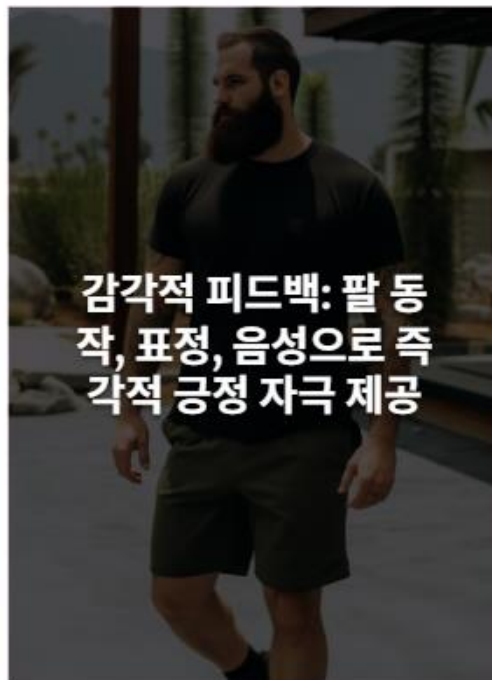 감각적 피드백: 팔 동
작, 표정, 음성으로 즉
각적 긍정 자극 제공